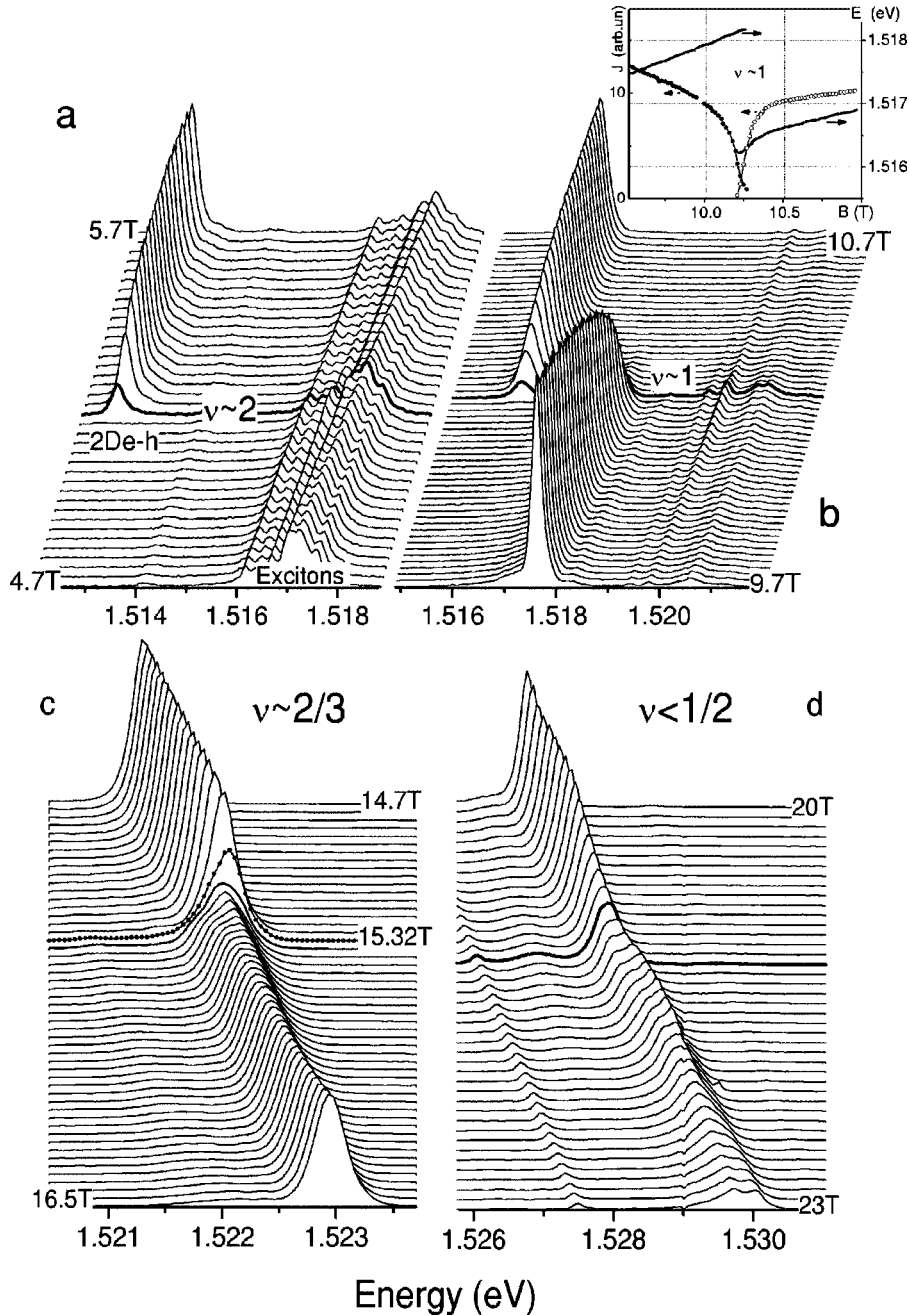 J (arb.un)
E (eV)
1.518
1.517
1.516
10
0
ν~1
10.0
10.5
B (T)
a
5.7T
10.7T
ν~2
ν~1
2De-h
b
Excitons
4.7T
9.7T
1.514
1.516
1.518
1.516
1.518
1.520
c
ν~2/3
ν<1/2
d
14.7T
20T
15.32T
16.5T
23T
1.521
1.522
1.523
1.526
1.528
1.530
Energy (eV)